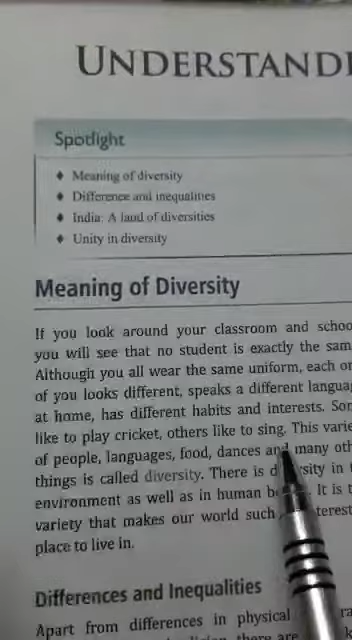 UNDERSTANDI
Spotlight
♦ Meaning of diversity
♦ Difference and inequalities
♦ India: A land of diversities
♦ Unity in diversity
Meaning of Diversity
If you look around your classroom and schoo
you will see that no student is exactly the sam
Although you all wear the same uniform, each o
of you looks different, speaks a different langua
at home, has different habits and interests. Som
like to play cricket, others like to sing. This varie
of people, languages, food, dances and many oth
things is called diversity. There is in
environment as well as in human It is t
variety that makes our world such
place to live in.
Differences and Inequalities
Apart from differences in physical
there are